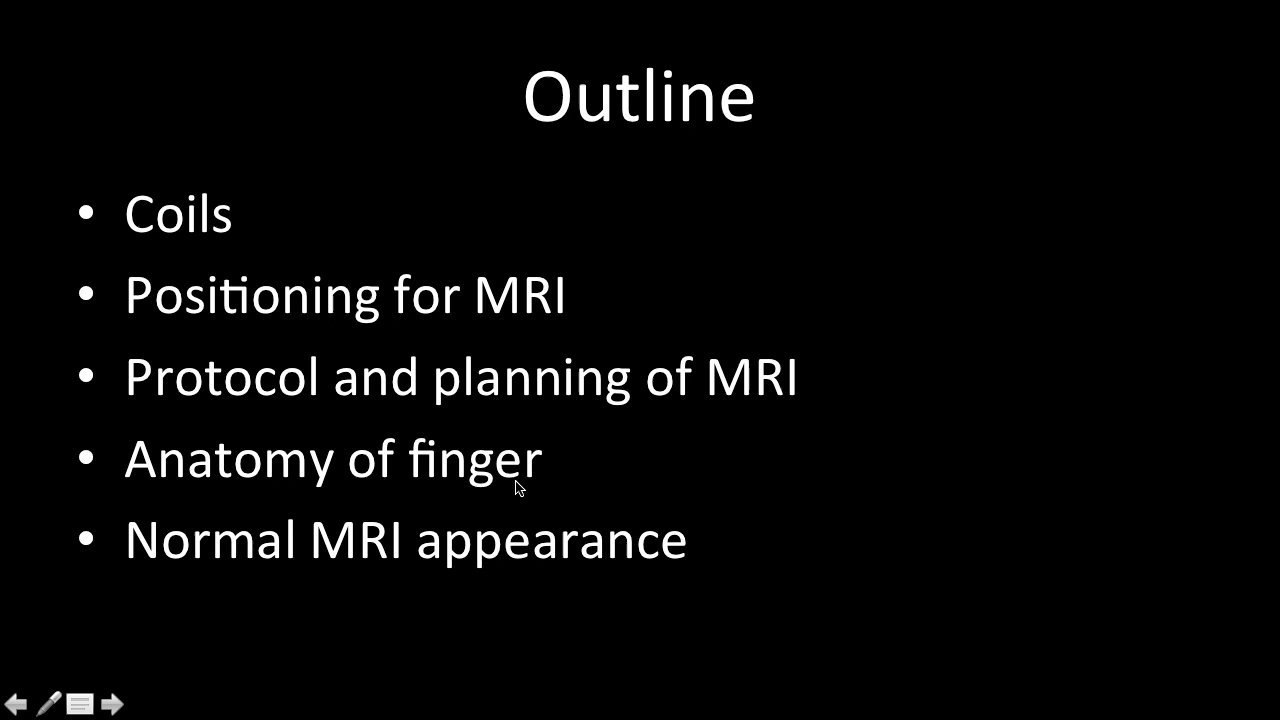 Outline
• Coils
• Positioning for MRI
• Protocol and planning of MRI
• Anatomy of finger
• Normal MRI appearance